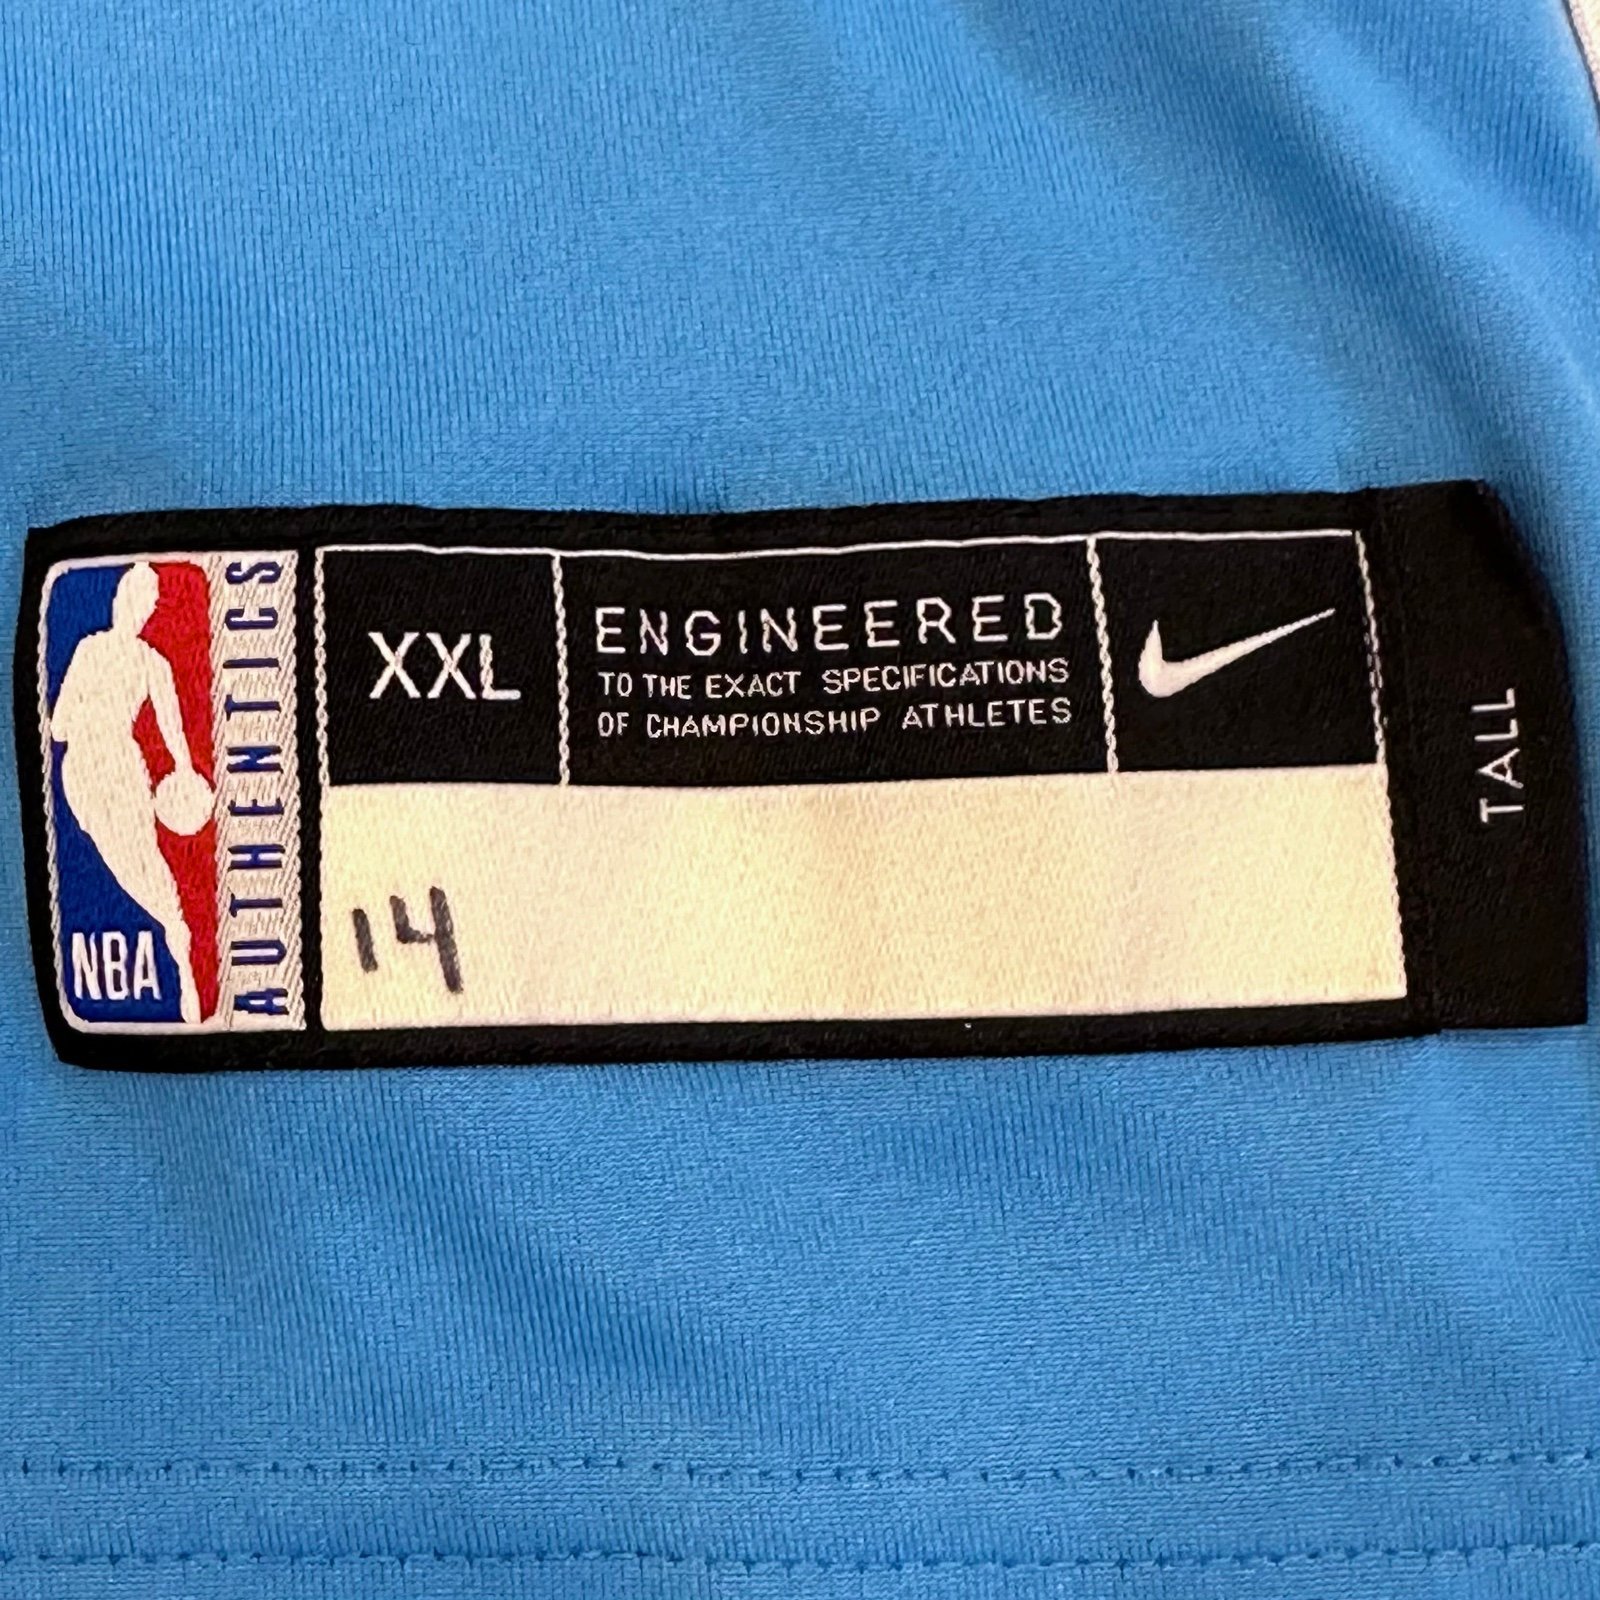 NBA
AUTHENTICS
XXL
ENGINEERED
TO THE EXACT SPECIFICATIONS
OF CHAMPIONSHIP ATHLETES
TALL
14